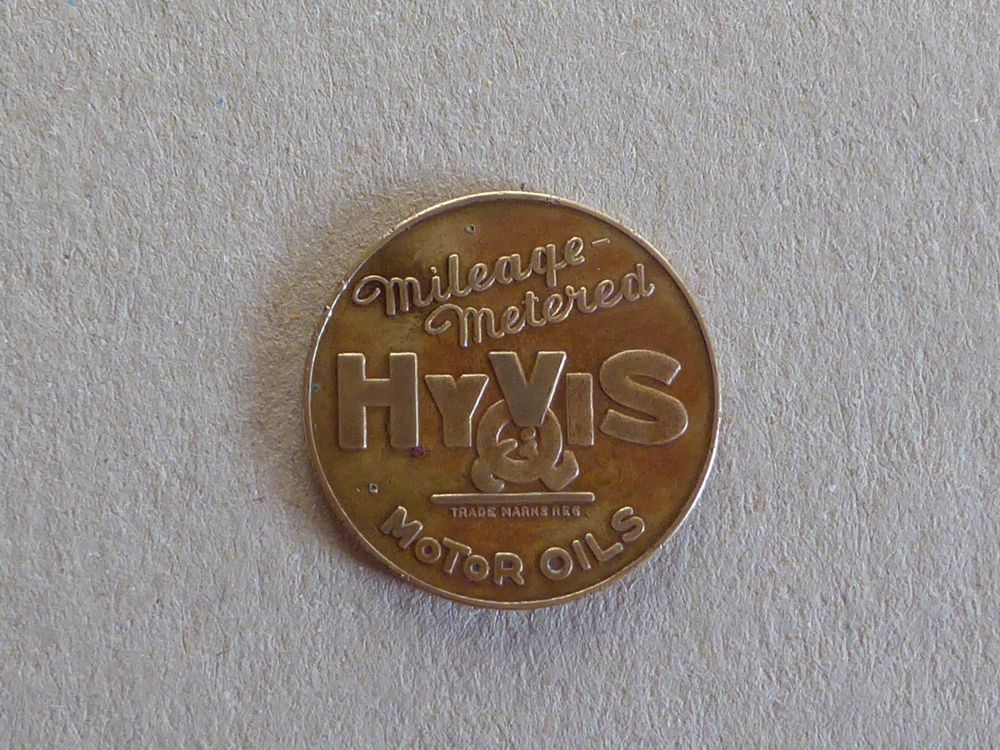 Mileage-
Metered
HYVIS
TRADE MARKS REG
MOTOR OILS